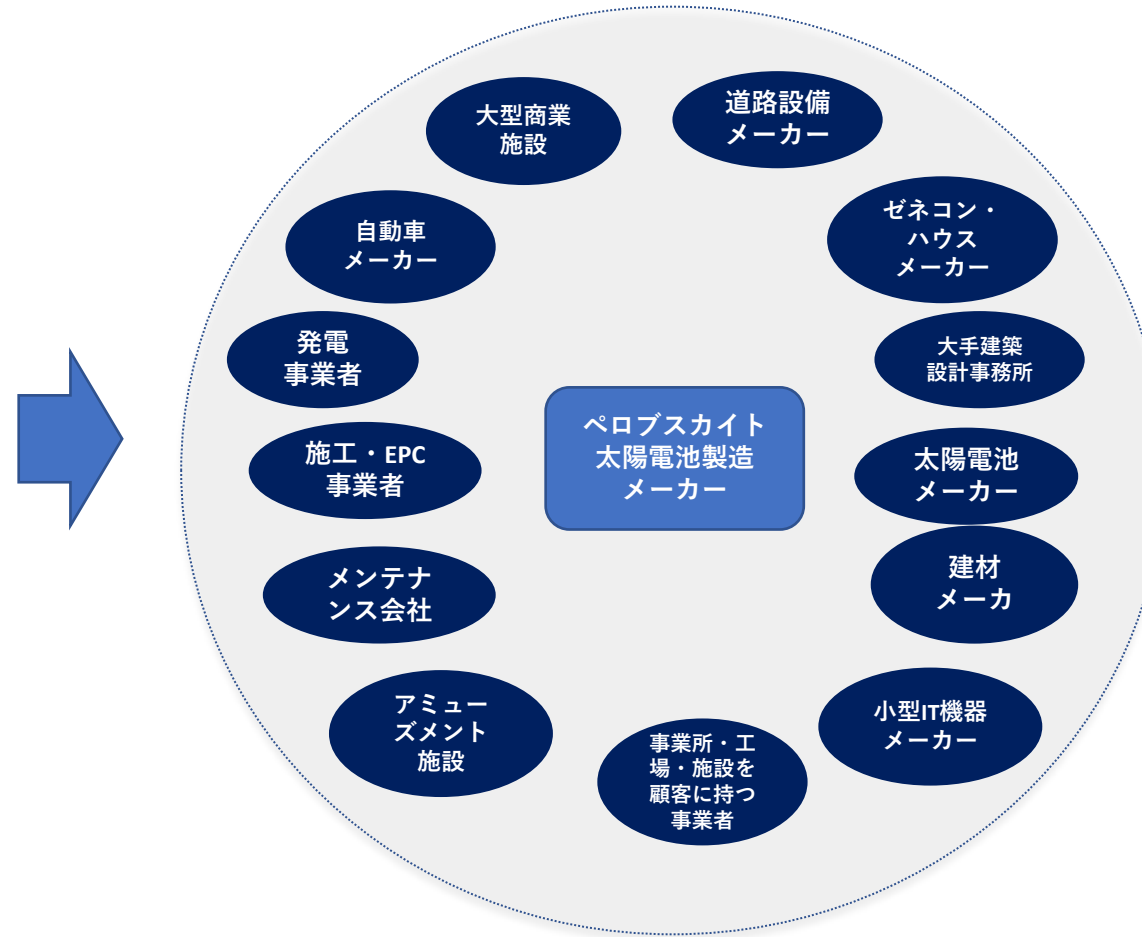 大型商業
施設
道路設備
メーカー
自動車
メーカー
ゼネコン・
ハウス
メーカー
発電
事業者
大手建築
設計事務所
ペロブスカイト
太陽電池製造
メーカー
施工・EPC
事業者
太陽電池
メーカー
メンテナ
ンス会社
建材
メーカ
アミュー
ズメント
施設
小型IT機器
メーカー
事業所・工
場・施設を
顧客に持つ
事業者